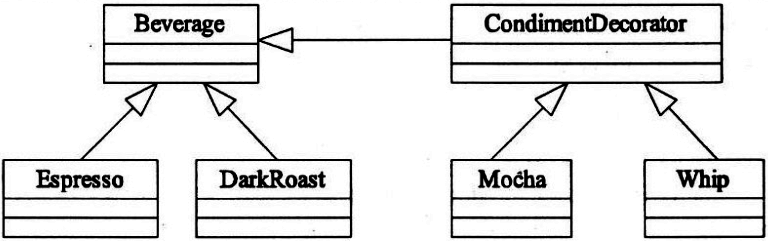 Beverage
CondimentDecorator
Espresso
DarkRoast
Mocha
Whip